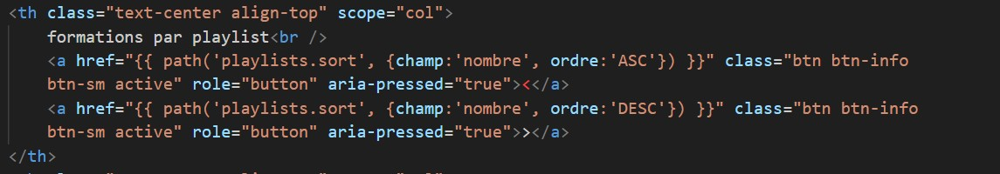 <th class="text-center align-top" scope="col">
formations par playlist<br />
<a href="{{ path('playlists.sort', {champ:'nombre', ordre:'ASC'}) }}" class="btn btn-info
btn-sm active" role="button" aria-pressed="true"><</a>
<a href="{{ path('playlists.sort', {champ:'nombre', ordre:'DESC'}) }}" class="btn btn-info
btn-sm active" role="button" aria-pressed="true">></a>
</th>